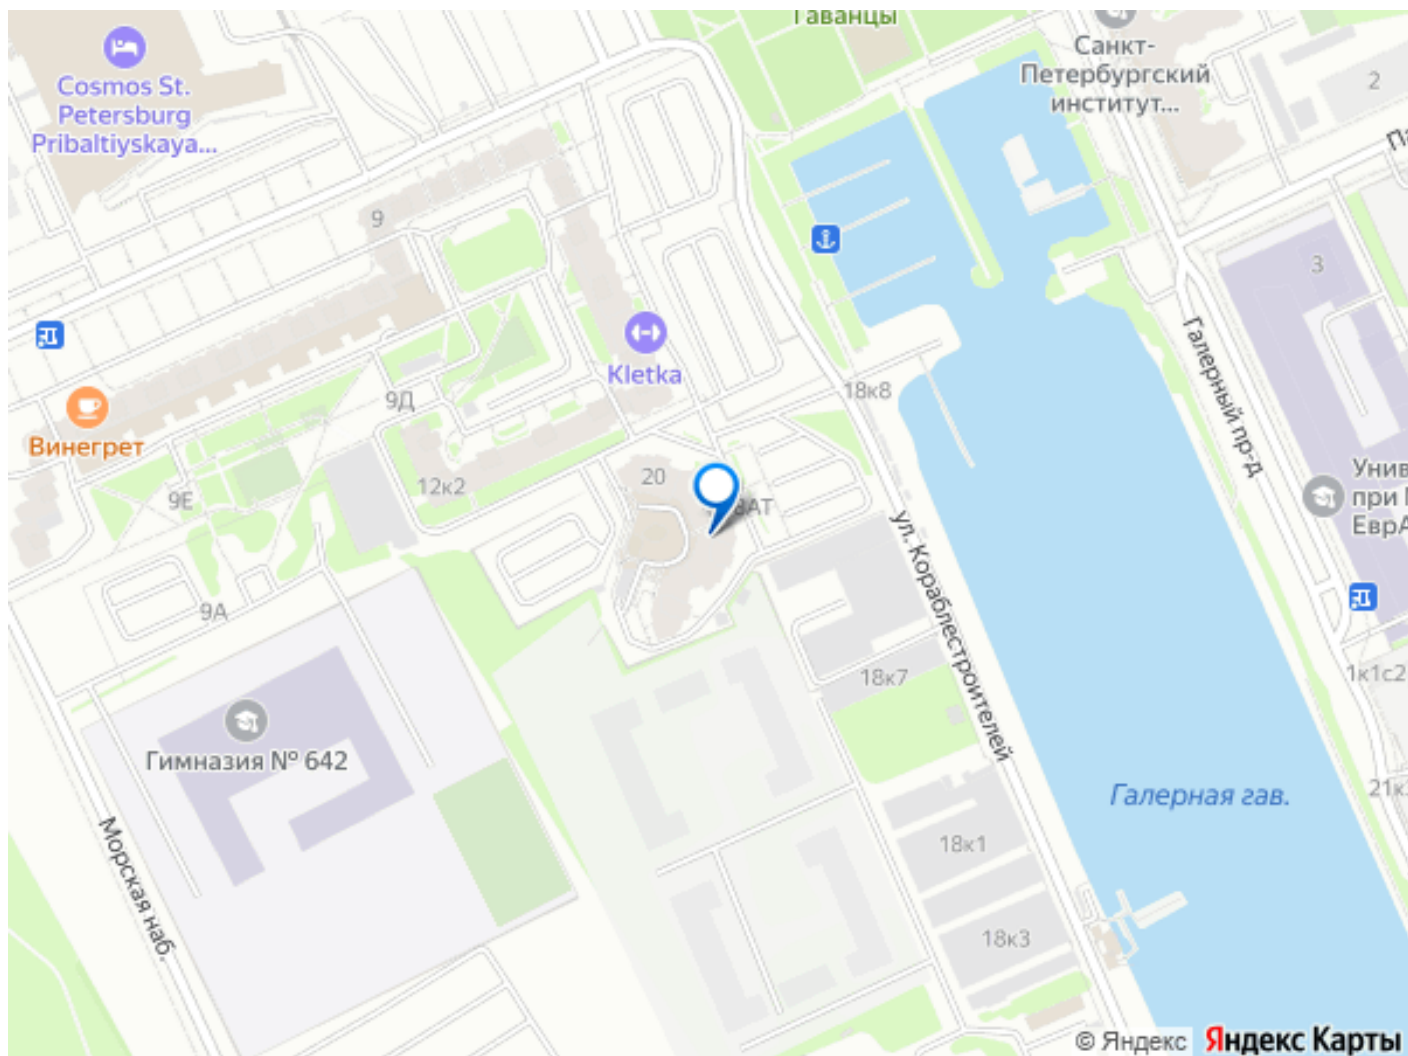 Гаванцы
Санкт-
Петербургский
институт...
2
Cosmos St.
Petersburg
Pribaltiyskaya...
9
3
Kletka
Галерный пр-д
18к8
9Д
Винегрет
20
12к2
9Е
ул. Кораблестроителей
9А
1к1с2
18к7
Гимназия № 642
Галерная гав.
Морская наб.
18к1
18к3
© Яндекс Яндекс Карты